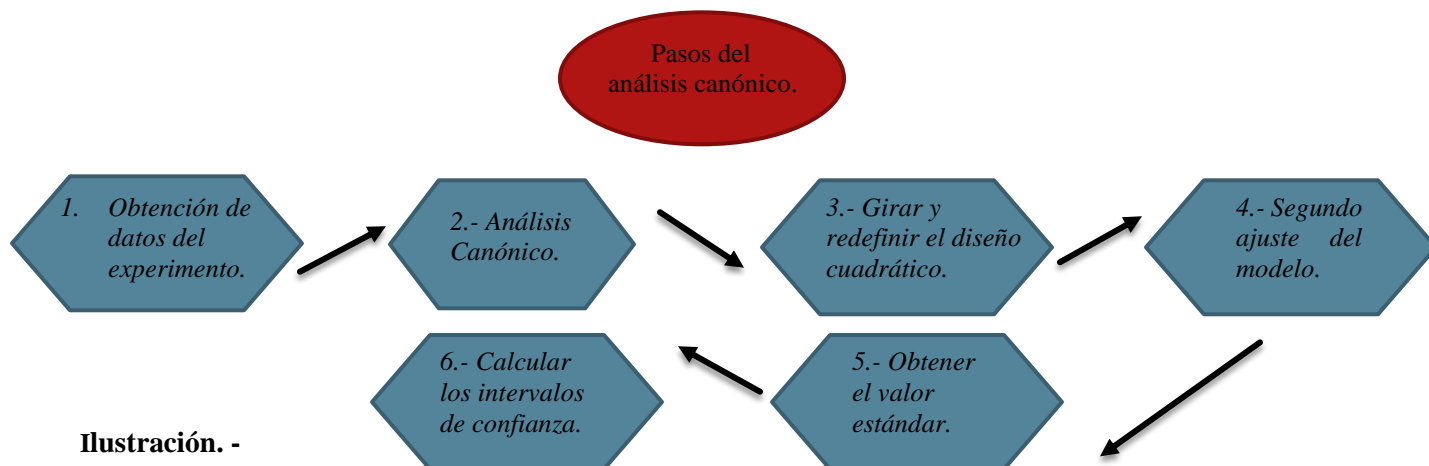 Pasos del
análisis canónico.
1. Obtención de
datos del
experimento.
2.- Análisis
Canónico.
3.- Girar y
redefinir el diseño
cuadrático.
4.- Segundo
ajuste del
modelo.
5.- Obtener
el valor
estándar.
6.- Calcular
los intervalos
de confianza.
Ilustración. -